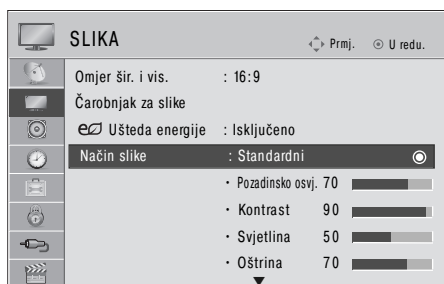 SLIKA
Prmj. U redu.
Omjer šir. i vis. : 16:9
Čarobnjak za slike
eco Ušteda energije : Isključeno
Način slike : Standardni
• Pozadinsko osvj. 70
• Kontrast 90
• Svjetlina 50
• Oštrina 70